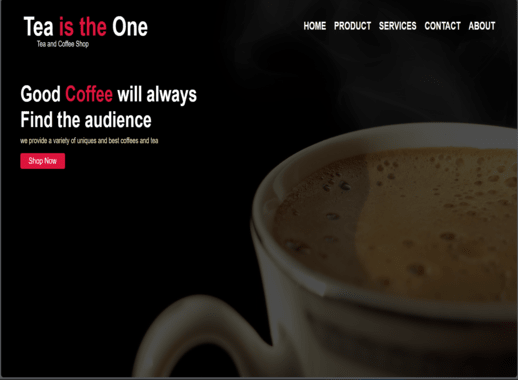 Tea is the One
Tea and Coffee Shop
HOME PRODUCT SERVICES CONTACT ABOUT
Good Coffee will always
Find the audience
we provide a variety of uniques and best coffees and tea
Shop Now